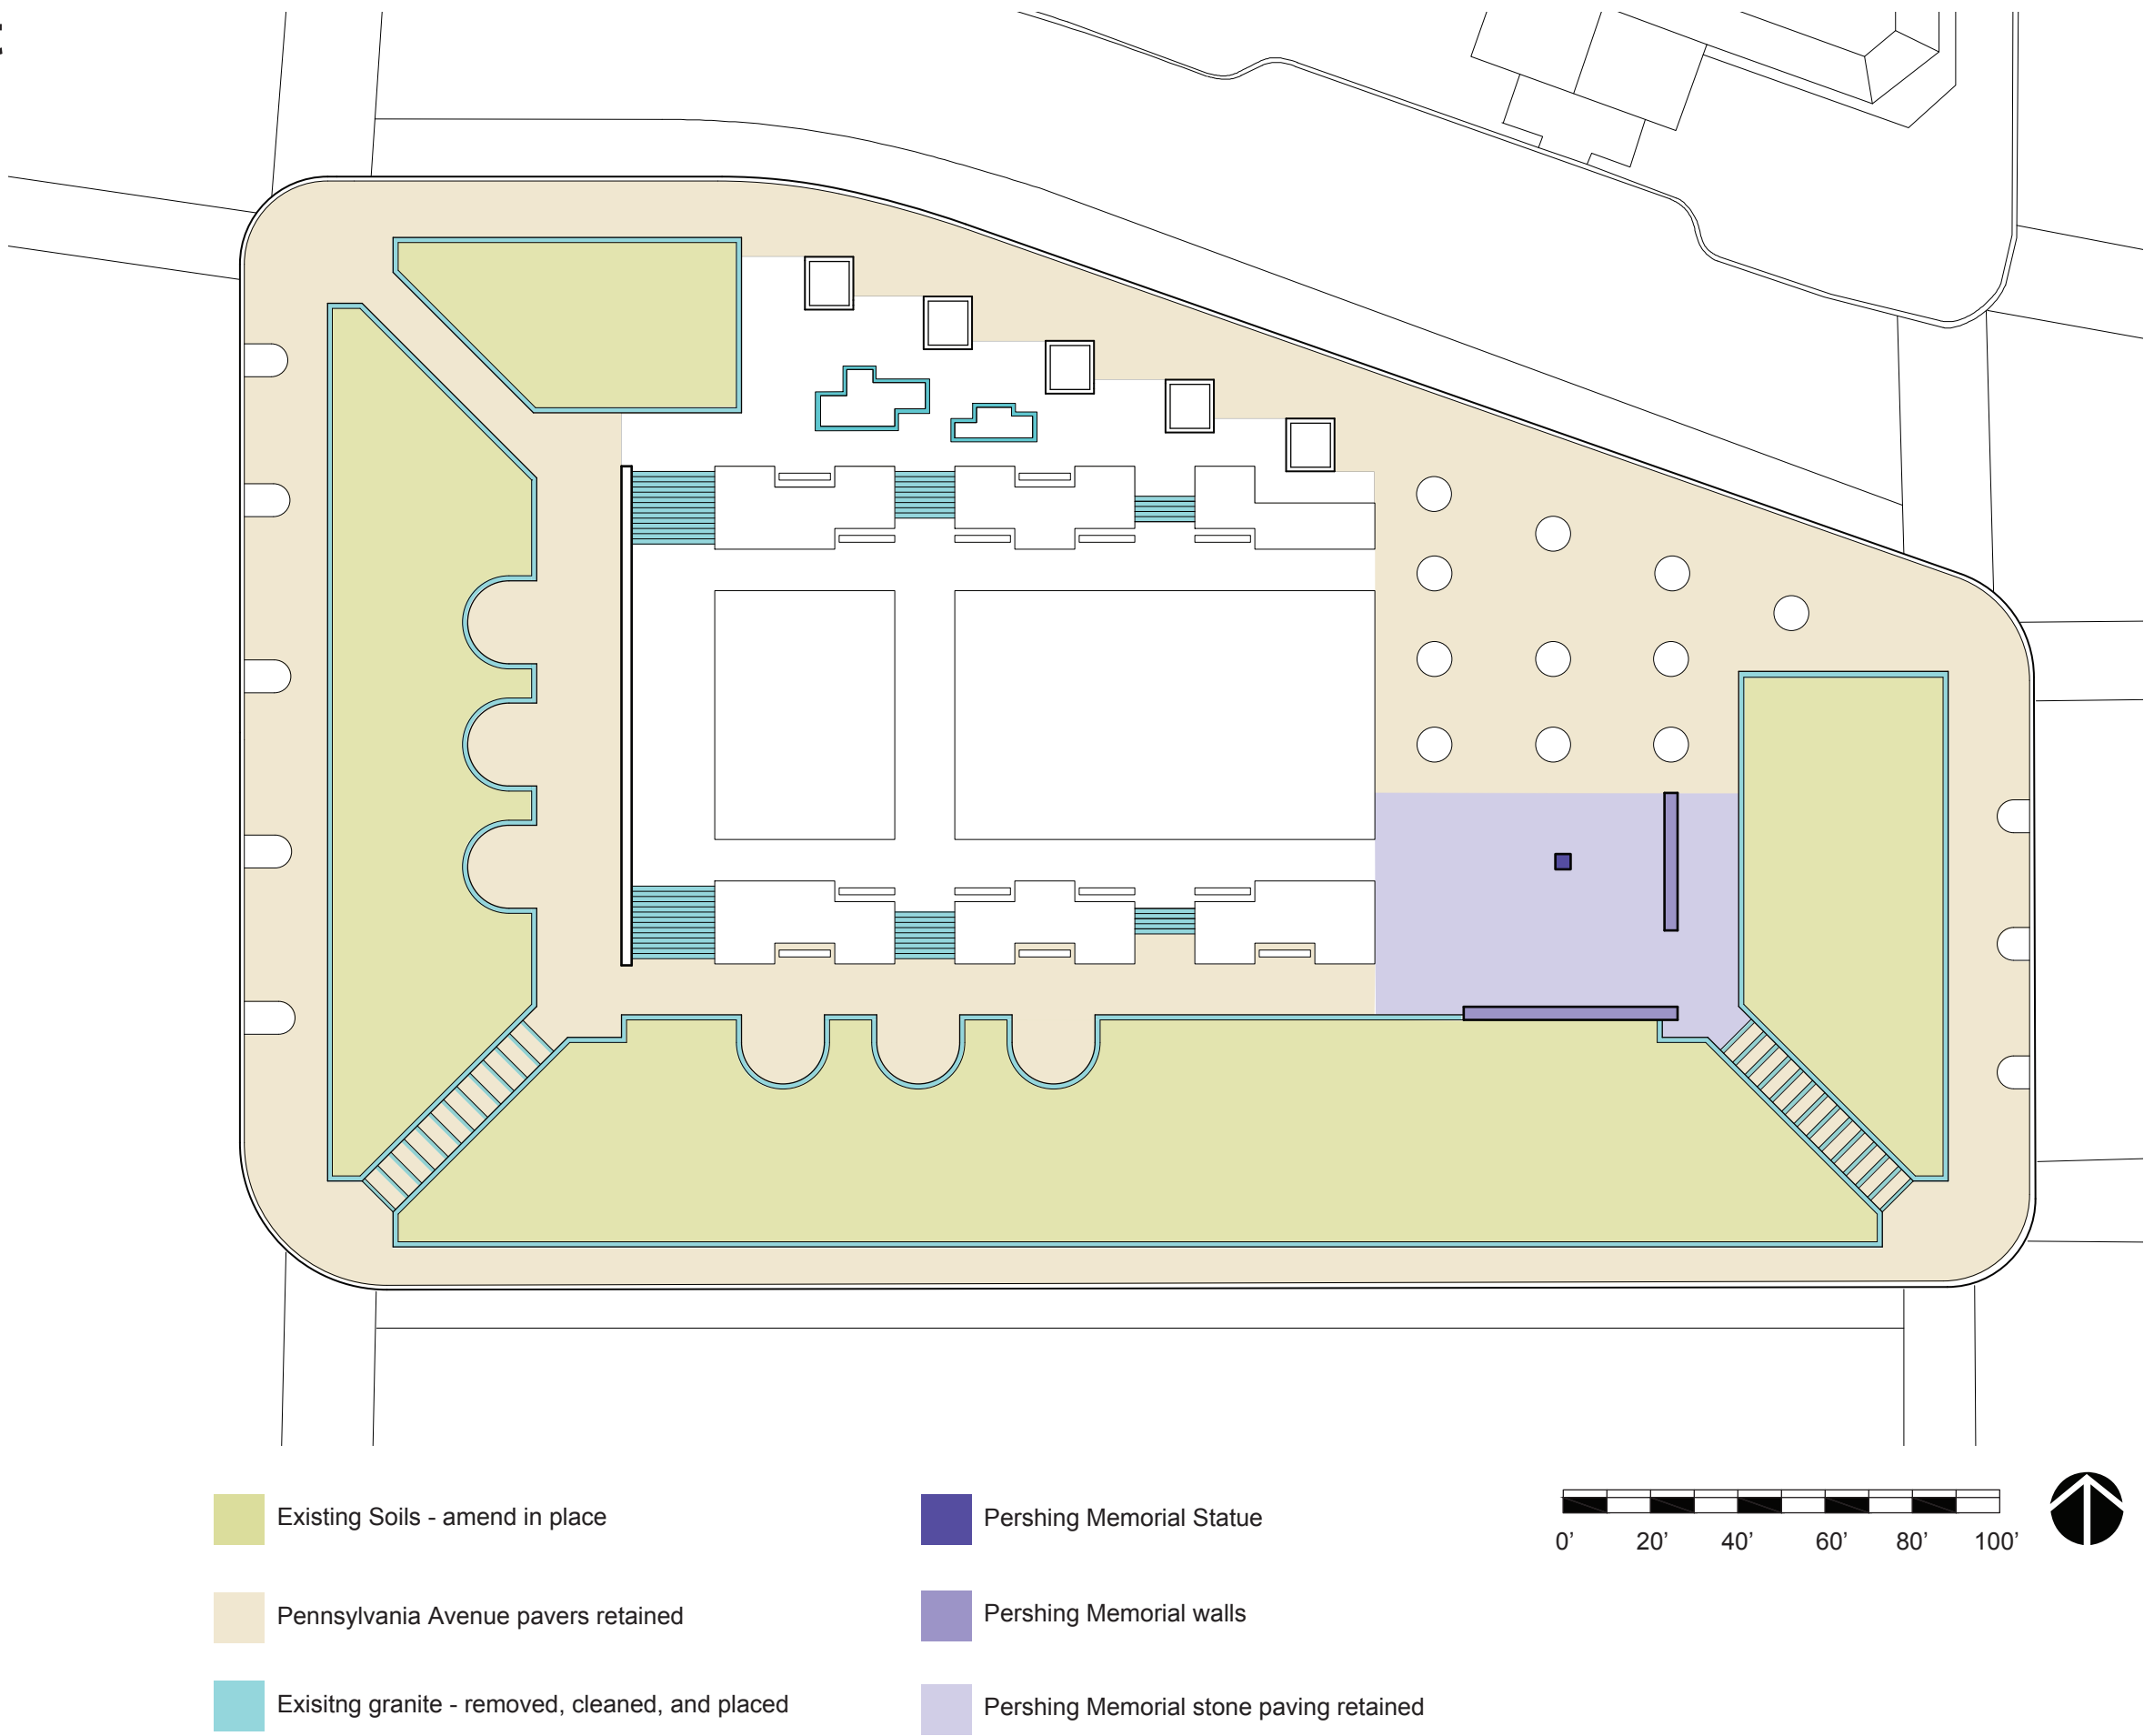 Existing Soils - amend in place
Pennsylvania Avenue pavers retained
Exisitng granite - removed, cleaned, and placed
Pershing Memorial Statue
Pershing Memorial walls
Pershing Memorial stone paving retained
0’ 20’ 40’ 60’ 80’ 100’